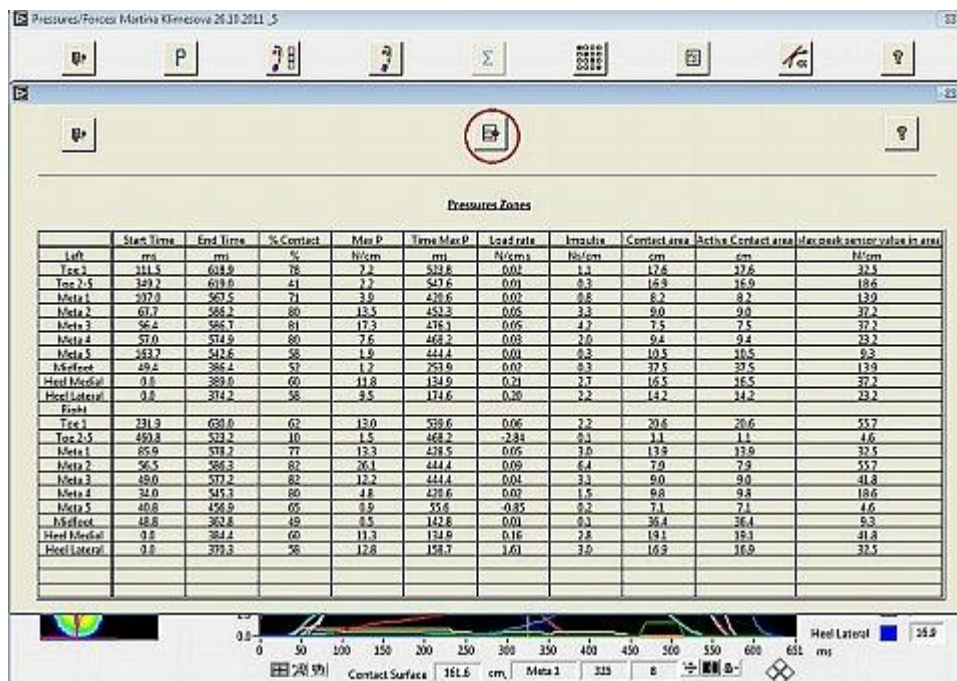 Pressures/Forces: Martina Klimesova 26.10.2011 _5
P Σ ?
?
Pressures Zones
Start Time End Time % Contact Max P Time Max P Load rate Impulse Contact area Active Contact area Max peak sensor value in area
Left ms ms % N/cm ms N/cm s Ns/cm cm cm N/cm
Toe 1 111.5 618.9 78 7.2 523.8 0.02 1.1 17.6 17.6 32.5
Toe 2-5 349.2 619.0 41 2.2 547.6 0.01 0.3 16.9 16.9 18.6
Meta 1 107.0 567.5 71 3.9 420.6 0.02 0.8 8.2 8.2 13.9
Meta 2 67.7 586.2 80 13.5 452.3 0.05 3.3 9.0 9.0 37.2
Meta 3 56.4 586.7 81 17.3 476.1 0.05 4.2 7.5 7.5 37.2
Meta 4 57.0 574.9 80 7.6 468.2 0.03 2.0 9.4 9.4 23.2
Meta 5 163.7 542.6 58 1.9 444.4 0.01 0.3 10.5 10.5 9.3
Midfoot 49.4 386.4 52 1.2 253.9 0.02 0.3 37.5 37.5 13.9
Heel Medial 0.0 389.0 60 11.8 134.9 0.21 2.7 16.5 16.5 37.2
Heel Lateral 0.0 374.2 58 9.5 174.6 0.20 2.2 14.2 14.2 23.2
Right
Toe 1 231.9 630.0 62 13.0 539.6 0.06 2.2 20.6 20.6 55.7
Toe 2-5 460.8 523.2 10 1.5 468.2 -2.84 0.1 1.1 1.1 4.6
Meta 1 85.9 578.2 77 13.3 428.5 0.05 3.0 13.9 13.9 32.5
Meta 2 56.5 586.3 82 26.1 444.4 0.09 6.4 7.9 7.9 55.7
Meta 3 49.0 577.2 82 12.2 444.4 0.04 3.1 9.0 9.0 41.8
Meta 4 34.0 545.3 80 4.8 420.6 0.02 1.5 9.8 9.8 18.6
Meta 5 40.8 456.9 65 0.9 55.6 -0.85 0.2 7.1 7.1 4.6
Midfoot 48.8 362.8 49 0.5 142.8 0.01 0.1 36.4 36.4 9.3
Heel Medial 0.0 384.4 60 11.3 134.9 0.16 2.8 19.1 19.1 41.8
Heel Lateral 0.0 370.3 58 12.8 158.7 1.61 3.0 16.9 16.9 32.5
0.0
0 50 100 150 200 250 300 350 400 450 500 550 600 651 ms
Heel Lateral 16.9
Contact Surface 161.6 cm, Meta 1 325 8